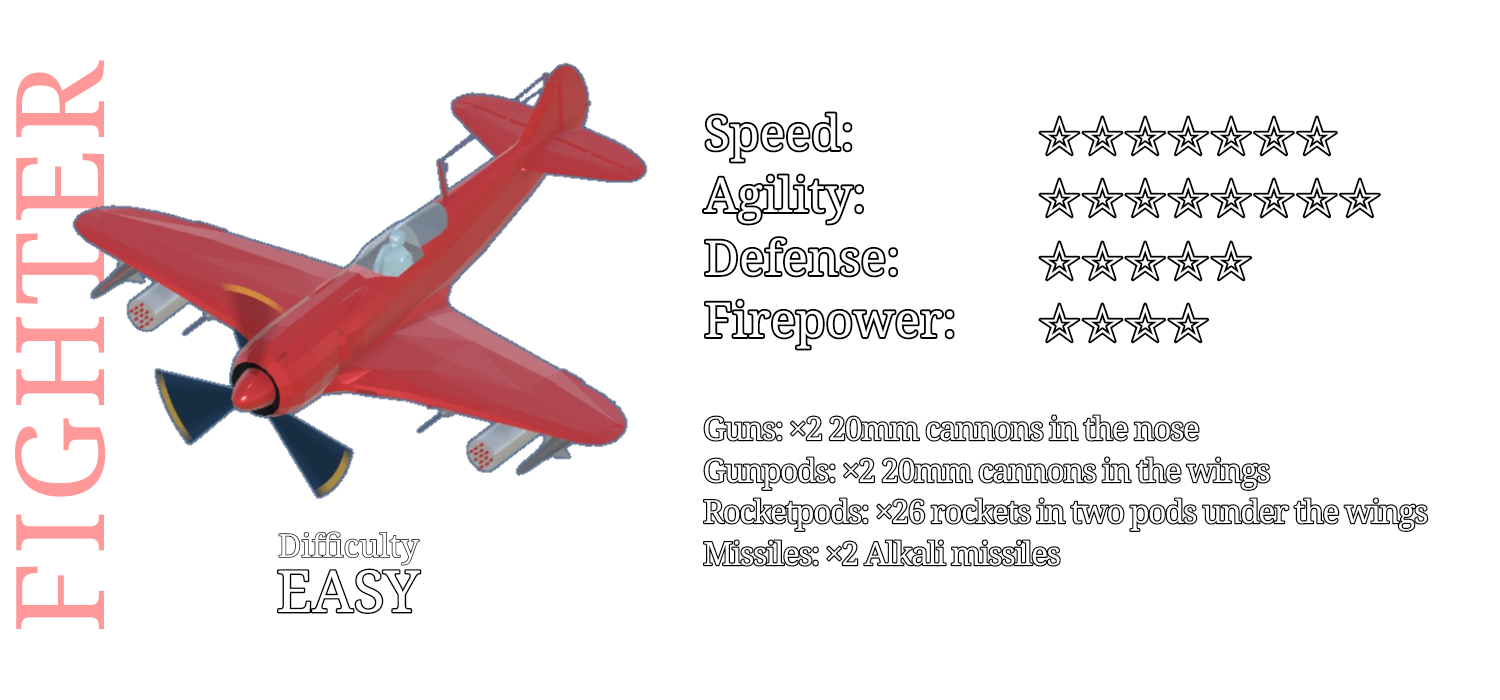 FIGHTER
Difficulty
EASY
Speed: ★★★★★★★
Agility: ★★★★★★★★
Defense: ★★★★★
Firepower: ★★★★
Guns: ×2 20mm cannons in the nose
Gunpods: ×2 20mm cannons in the wings
Rocketpods: ×26 rockets in two pods under the wings
Missiles: ×2 Alkali missiles